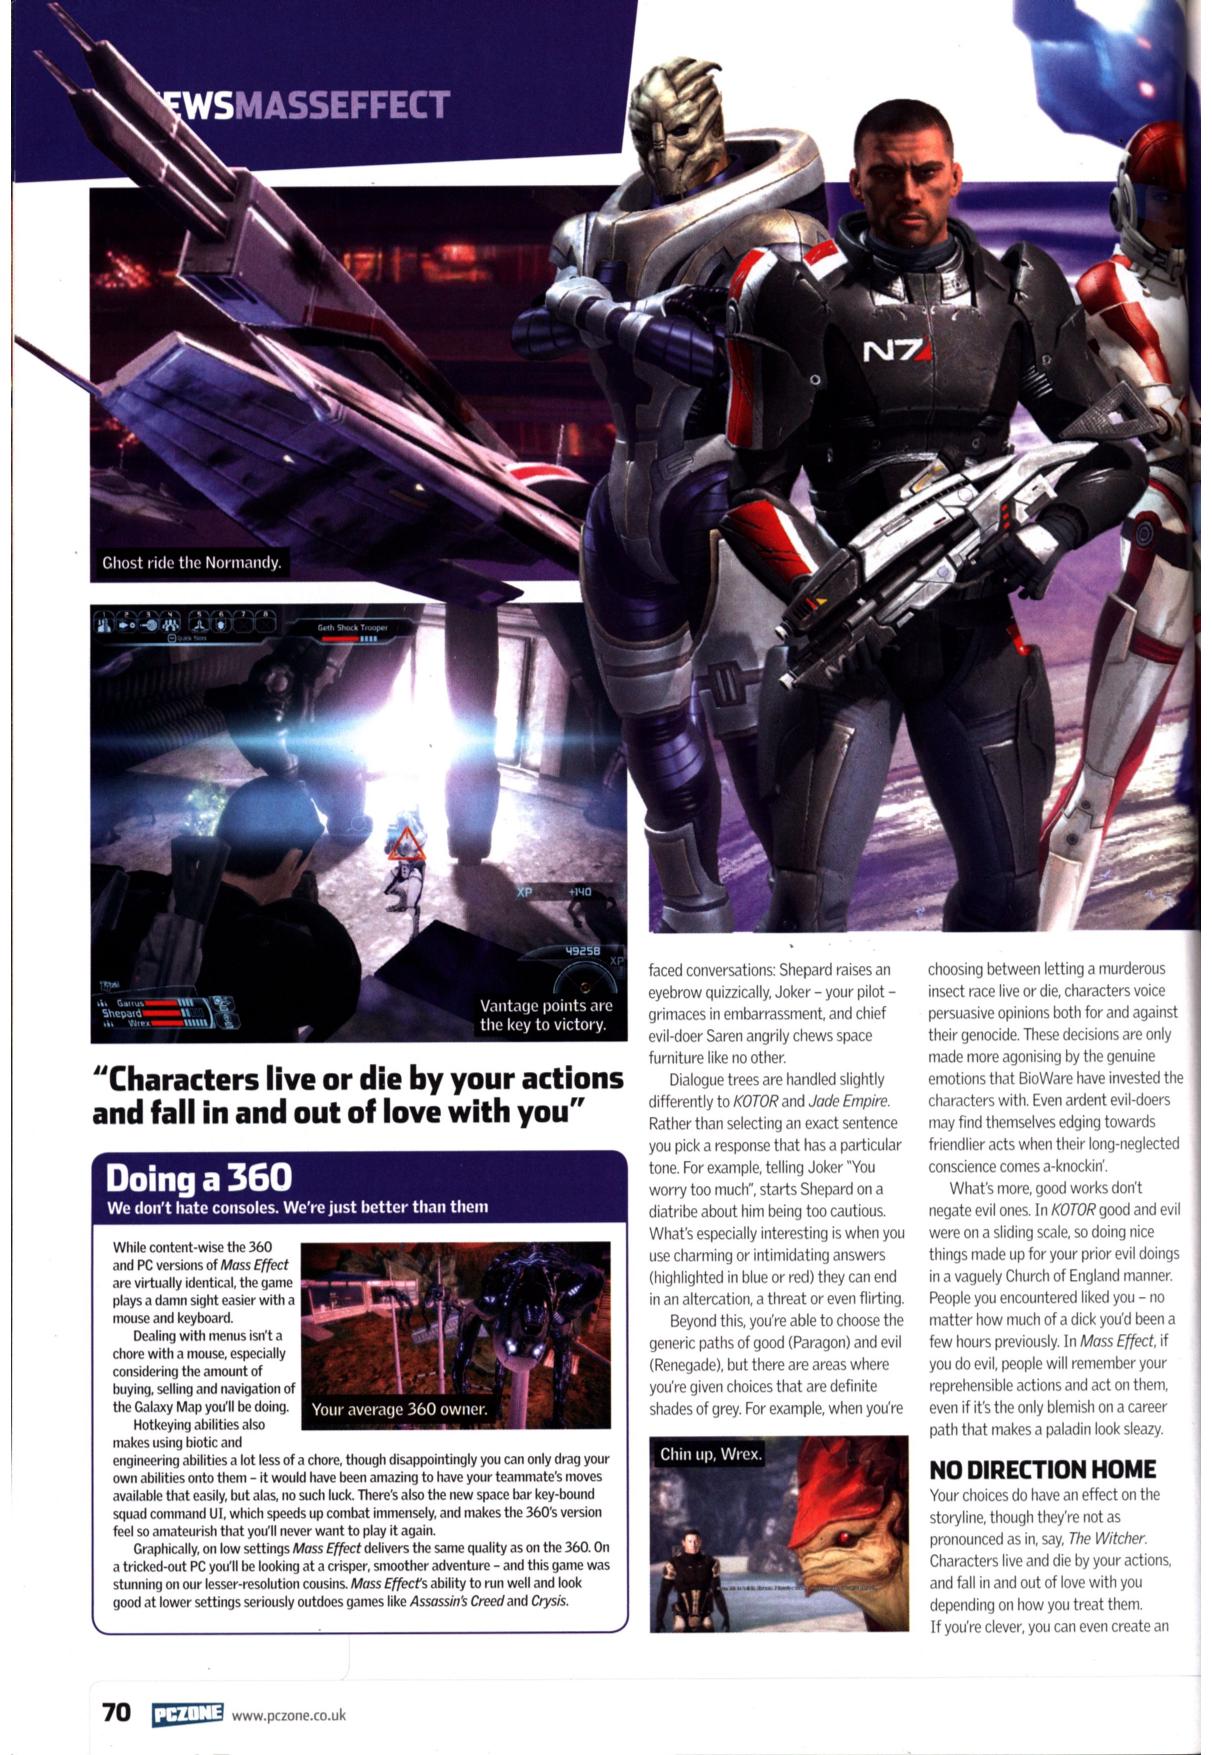 EWSMASSEFFECT
N7
Ghost ride the Normandy.
1 2 3 4 5 6 7 8
Geth Shock Trooper
XP +140
49258
XP
Garrus
Shepard
Wrex
Vantage points are
the key to victory.
“Characters live or die by your actions
and fall in and out of love with you”
Doing a 360
We don't hate consoles. We're just better than them
While content-wise the 360
and PC versions of Mass Effect
are virtually identical, the game
plays a damn sight easier with a
mouse and keyboard.
Dealing with menus isn't a
chore with a mouse, especially
considering the amount of
buying, selling and navigation of
the Galaxy Map you'll be doing.
Hotkeying abilities also
makes using biotic and
engineering abilities a lot less of a chore, though disappointingly you can only drag your
own abilities onto them – it would have been amazing to have your teammate's moves
available that easily, but alas, no such luck. There's also the new space bar key-bound
squad command UI, which speeds up combat immensely, and makes the 360's version
feel so amateurish that you'll never want to play it again.
Graphically, on low settings Mass Effect delivers the same quality as on the 360. On
a tricked-out PC you'll be looking at a crisper, smoother adventure – and this game was
stunning on our lesser-resolution cousins. Mass Effect's ability to run well and look
good at lower settings seriously outdoes games like Assassin's Creed and Crysis.
Your average 360 owner.
faced conversations: Shepard raises an
eyebrow quizzically, Joker – your pilot –
grimaces in embarrassment, and chief
evil-doer Saren angrily chews space
furniture like no other.
Dialogue trees are handled slightly
differently to KOTOR and Jade Empire.
Rather than selecting an exact sentence
you pick a response that has a particular
tone. For example, telling Joker “You
worry too much”, starts Shepard on a
diatribe about him being too cautious.
What's especially interesting is when you
use charming or intimidating answers
(highlighted in blue or red) they can end
in an altercation, a threat or even flirting.
Beyond this, you're able to choose the
generic paths of good (Paragon) and evil
(Renegade), but there are areas where
you're given choices that are definite
shades of grey. For example, when you're
Chin up, Wrex.
choosing between letting a murderous
insect race live or die, characters voice
persuasive opinions both for and against
their genocide. These decisions are only
made more agonising by the genuine
emotions that BioWare have invested the
characters with. Even ardent evil-doers
may find themselves edging towards
friendlier acts when their long-neglected
conscience comes a-knockin'.
What's more, good works don't
negate evil ones. In KOTOR good and evil
were on a sliding scale, so doing nice
things made up for your prior evil doings
in a vaguely Church of England manner.
People you encountered liked you – no
matter how much of a dick you'd been a
few hours previously. In Mass Effect, if
you do evil, people will remember your
reprehensible actions and act on them,
even if it's the only blemish on a career
path that makes a paladin look sleazy.
NO DIRECTION HOME
Your choices do have an effect on the
storyline, though they're not as
pronounced as in, say, The Witcher.
Characters live and die by your actions,
and fall in and out of love with you
depending on how you treat them.
If you're clever, you can even create an
70 PCZONE www.pczone.co.uk